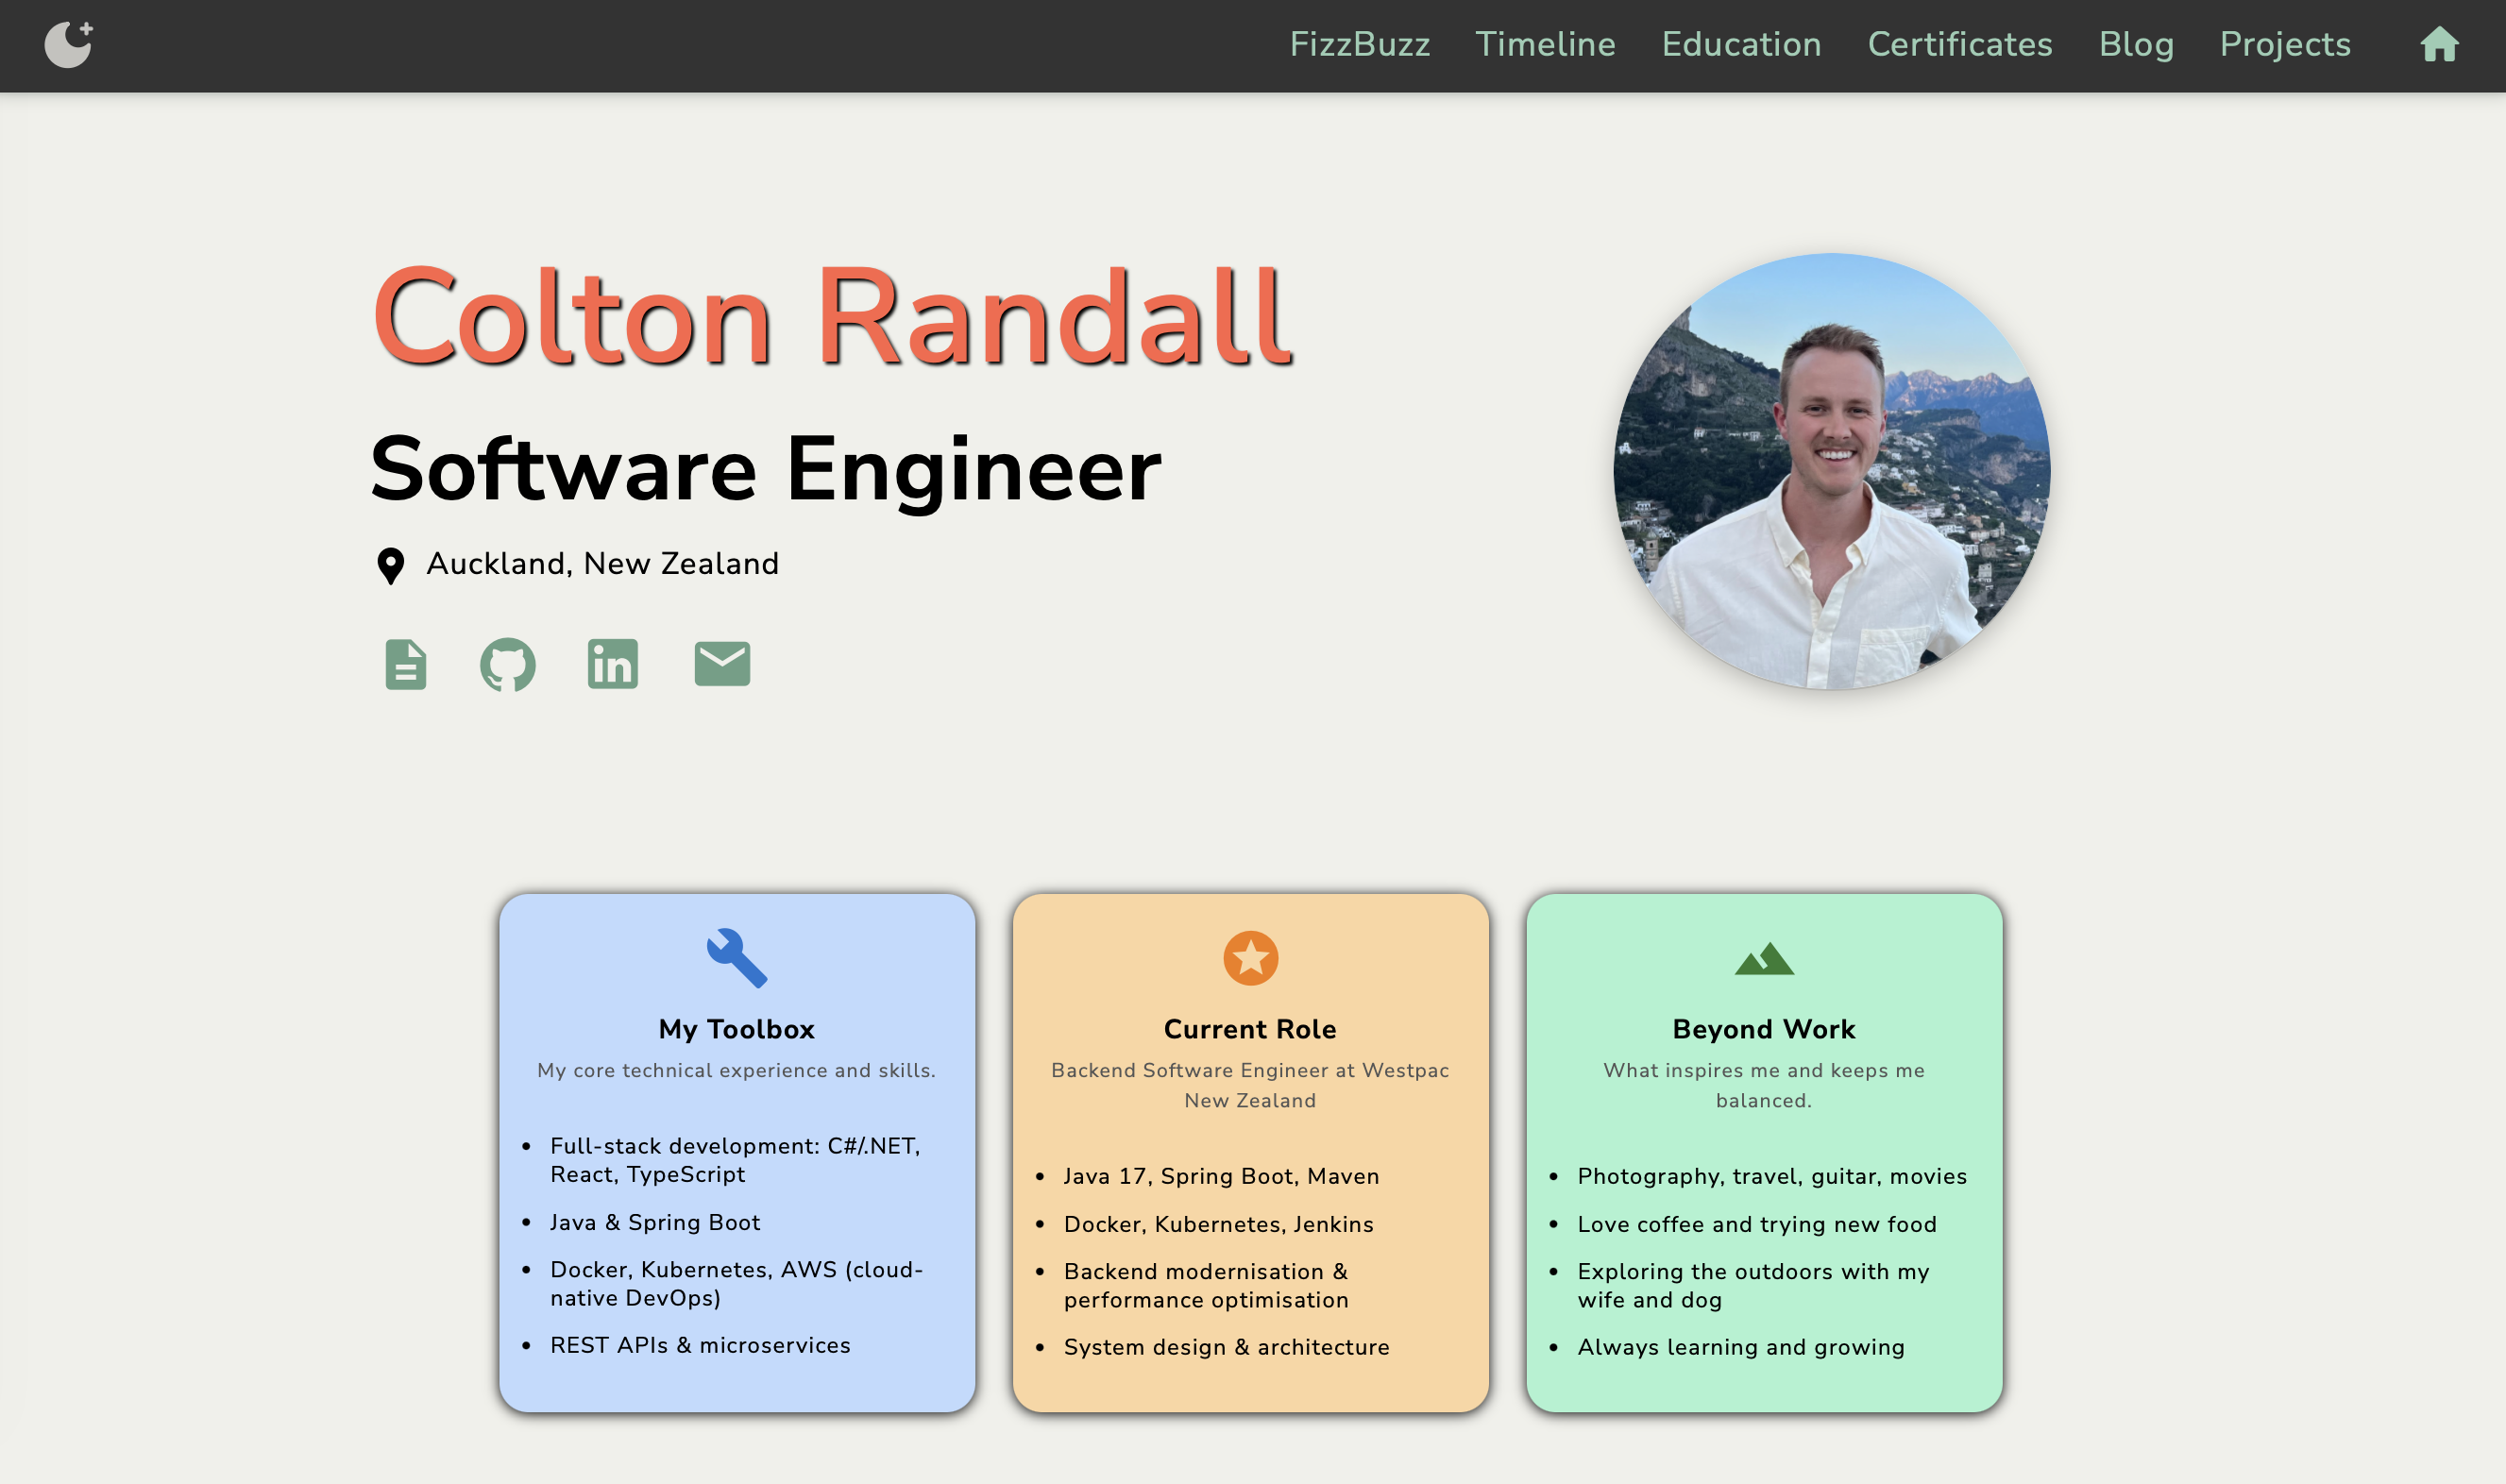 FizzBuzz Timeline Education Certificates Blog Projects
Colton Randall
Software Engineer
Auckland, New Zealand
in
My Toolbox
My core technical experience and skills.
• Full-stack development: C#/.NET,
React, TypeScript
• Java & Spring Boot
• Docker, Kubernetes, AWS (cloud-
native DevOps)
• REST APIs & microservices
Current Role
Backend Software Engineer at Westpac
New Zealand
• Java 17, Spring Boot, Maven
• Docker, Kubernetes, Jenkins
• Backend modernisation &
performance optimisation
• System design & architecture
Beyond Work
What inspires me and keeps me
balanced.
• Photography, travel, guitar, movies
• Love coffee and trying new food
• Exploring the outdoors with my
wife and dog
• Always learning and growing